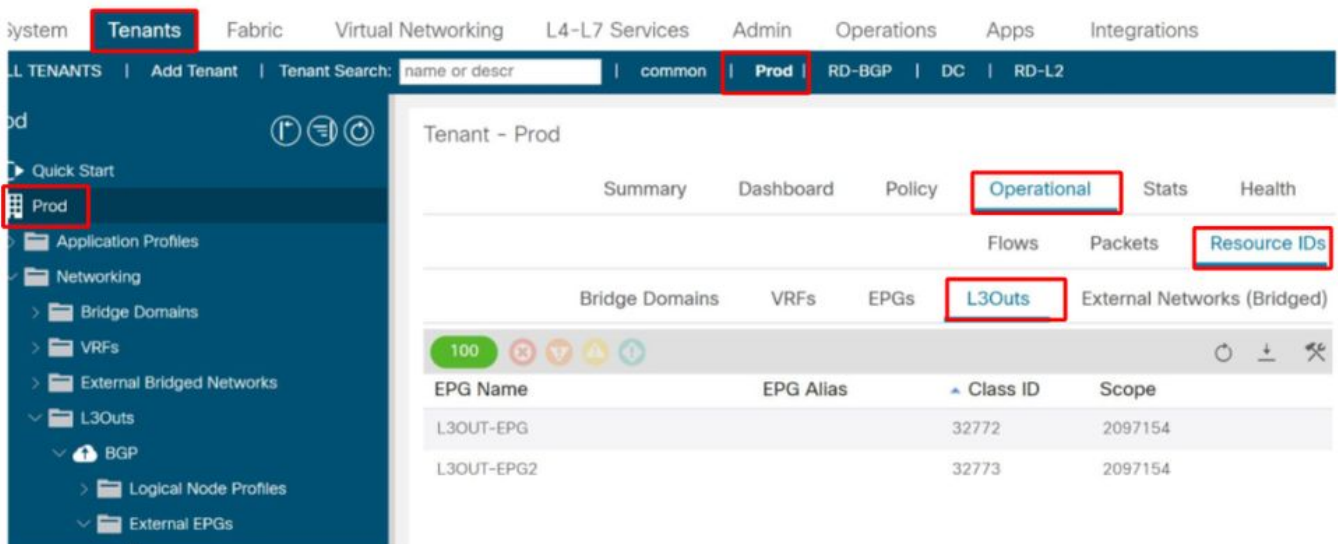 System Tenants Fabric Virtual Networking L4-L7 Services Admin Operations Apps Integrations
LL TENANTS | Add Tenant | Tenant Search: name or descr | common | Prod | RD-BGP | DC | RD-L2
od
Tenant - Prod
Quick Start
Summary Dashboard Policy Operational Stats Health
Prod
Application Profiles
Flows Packets Resource IDs
Networking
Bridge Domains VRFs EPGs L3Outs External Networks (Bridged)
Bridge Domains
VRFs
100
External Bridged Networks
EPG Name EPG Alias Class ID Scope
L3Outs
L3OUT-EPG 32772 2097154
BGP
L3OUT-EPG2 32773 2097154
Logical Node Profiles
External EPGs